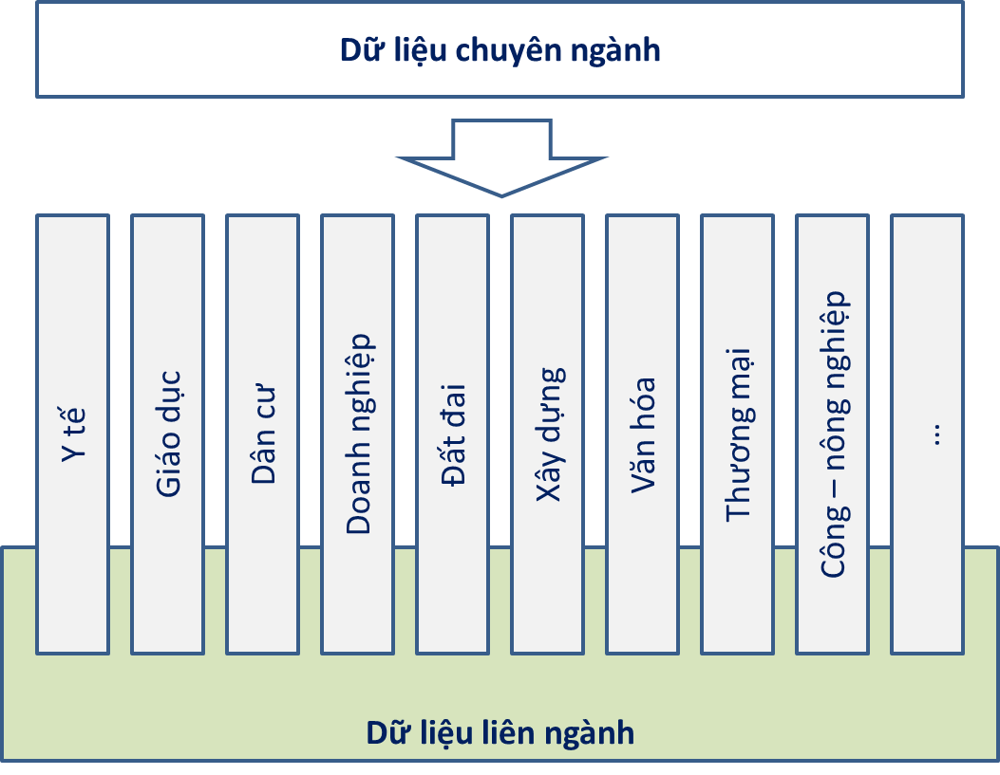 Dữ liệu chuyên ngành
Y tế
Giáo dục
Dân cư
Doanh nghiệp
Đất đai
Xây dựng
Văn hóa
Thương mại
Công – nông nghiệp
...
Dữ liệu liên ngành